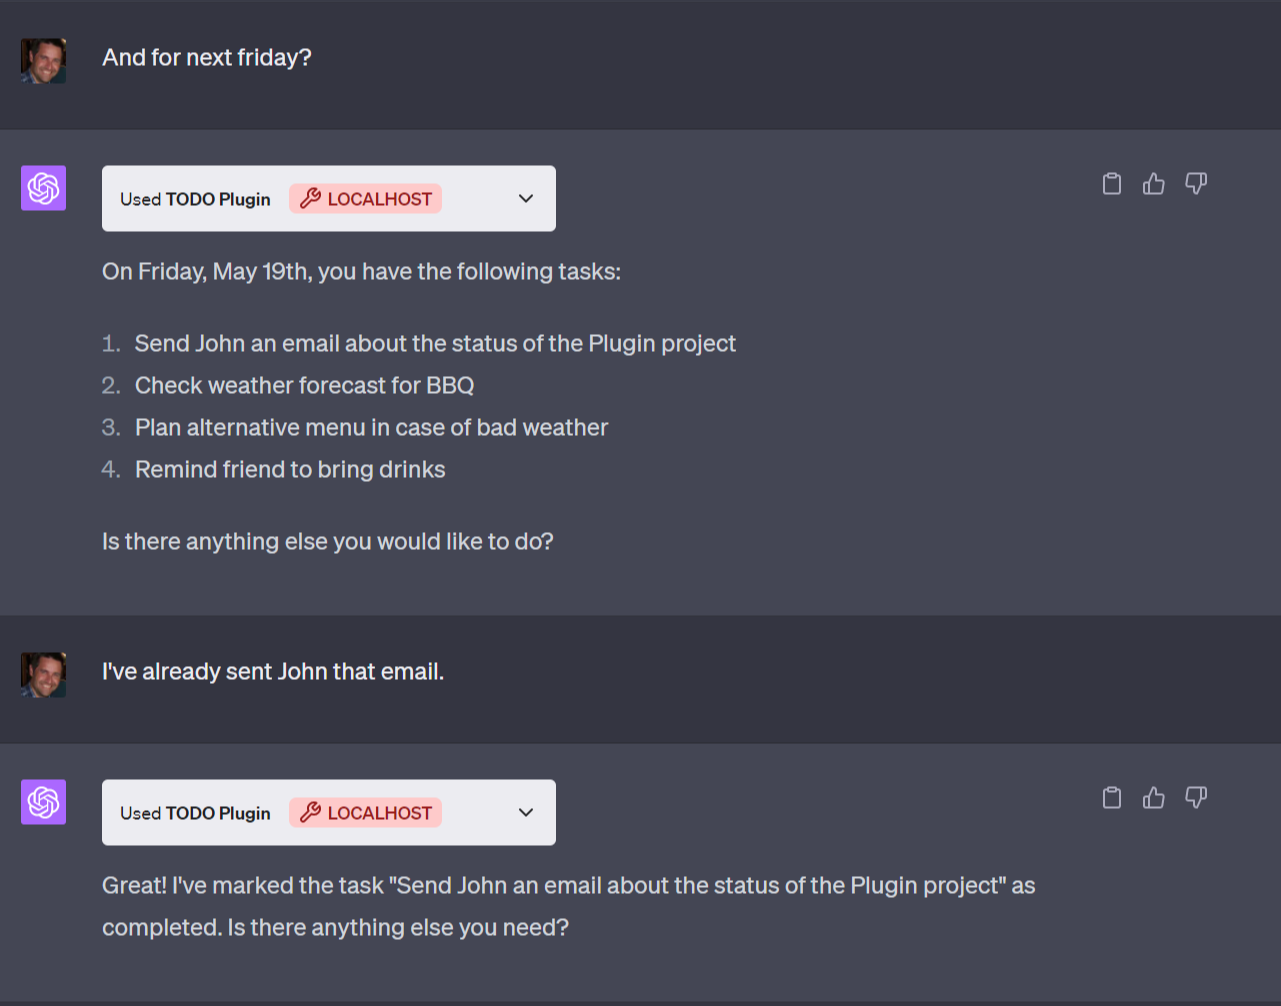 And for next friday?
Used TODO Plugin LOCALHOST
On Friday, May 19th, you have the following tasks:
1. Send John an email about the status of the Plugin project
2. Check weather forecast for BBQ
3. Plan alternative menu in case of bad weather
4. Remind friend to bring drinks
Is there anything else you would like to do?
I've already sent John that email.
Used TODO Plugin LOCALHOST
Great! I've marked the task "Send John an email about the status of the Plugin project" as
completed. Is there anything else you need?